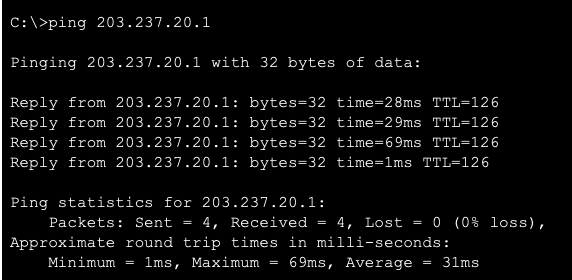 C:\>ping 203.237.20.1
Pinging 203.237.20.1 with 32 bytes of data:
Reply from 203.237.20.1: bytes=32 time=28ms TTL=126
Reply from 203.237.20.1: bytes=32 time=29ms TTL=126
Reply from 203.237.20.1: bytes=32 time=69ms TTL=126
Reply from 203.237.20.1: bytes=32 time=1ms TTL=126
Ping statistics for 203.237.20.1:
    Packets: Sent = 4, Received = 4, Lost = 0 (0% loss),
Approximate round trip times in milli-seconds:
    Minimum = 1ms, Maximum = 69ms, Average = 31ms